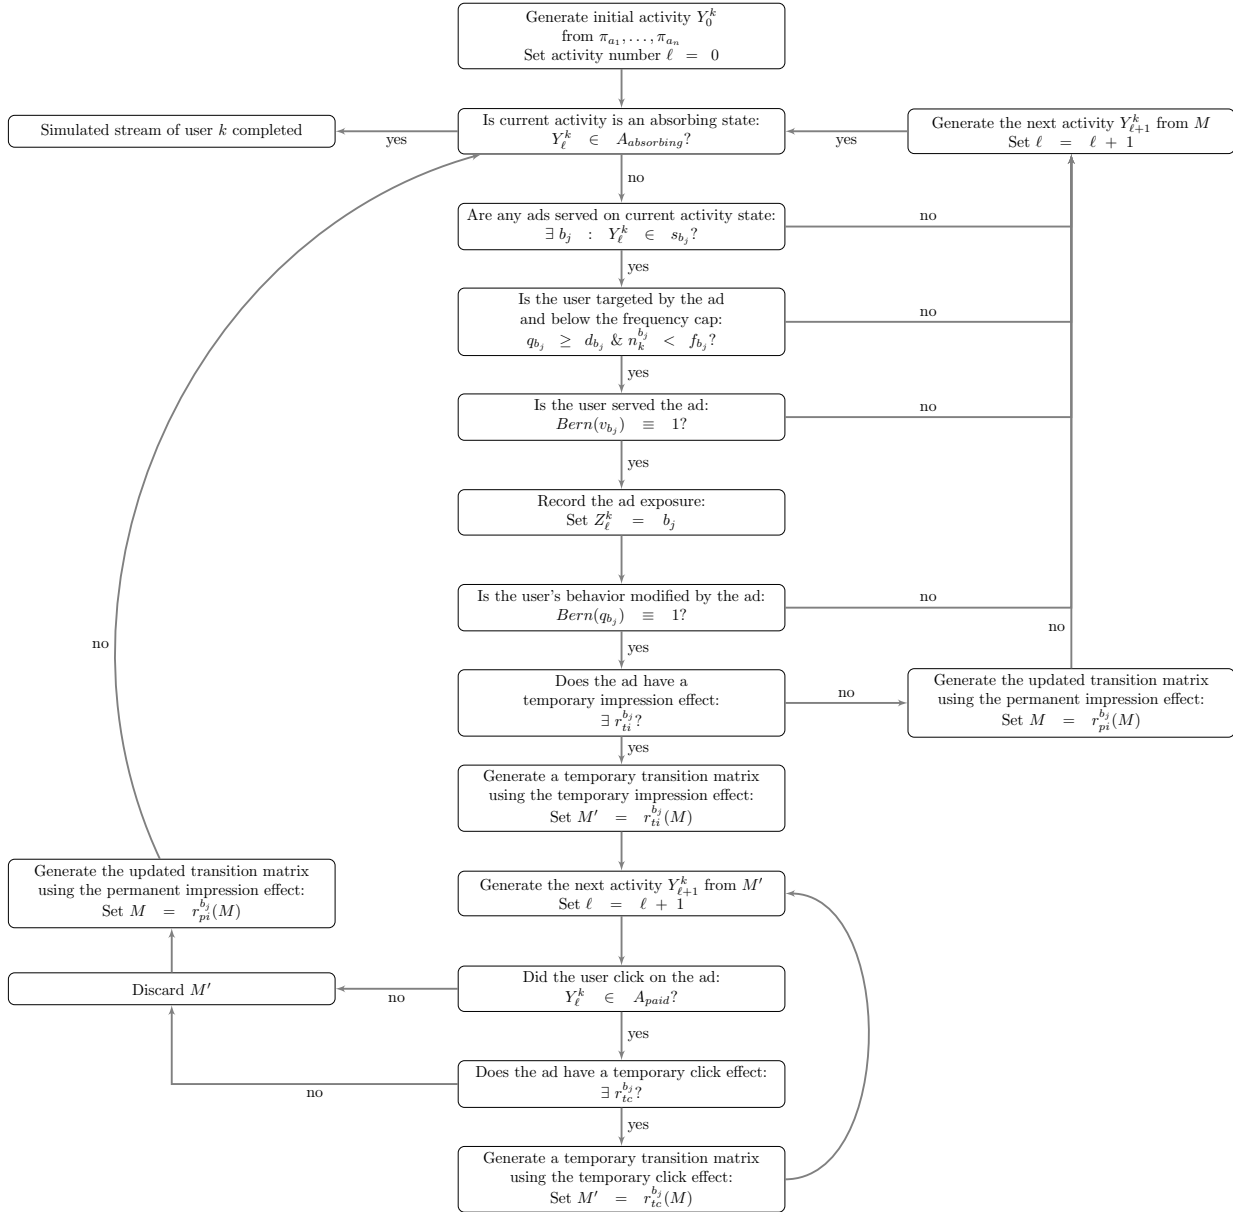 Generate initial activity $Y_0^k$
from $\pi_{a_1}, \ldots, \pi_{a_n}$
Set activity number $\ell = 0$
Simulated stream of user $k$ completed
yes
Is current activity is an absorbing state:
$Y_\ell^k \in A_{absorbing}$?
yes
Generate the next activity $Y_{\ell+1}^k$ from $M$
Set $\ell = \ell + 1$
no
Are any ads served on current activity state:
$\exists\, b_j : Y_\ell^k \in s_{b_j}$?
no
yes
Is the user targeted by the ad
and below the frequency cap:
$q_{b_j} \geq d_{b_j}$ & $n_k^{b_j} < f_{b_j}$?
no
yes
Is the user served the ad:
$Bern(v_{b_j}) \equiv 1$?
no
yes
Record the ad exposure:
Set $Z_\ell^k = b_j$
Is the user's behavior modified by the ad:
$Bern(q_{b_j}) \equiv 1$?
no
no
yes
no
Does the ad have a
temporary impression effect:
$\exists\, r_{ti}^{b_j}$?
no
Generate the updated transition matrix
using the permanent impression effect:
Set $M = r_{pi}^{b_j}(M)$
yes
Generate a temporary transition matrix
using the temporary impression effect:
Set $M' = r_{ti}^{b_j}(M)$
Generate the updated transition matrix
using the permanent impression effect:
Set $M = r_{pi}^{b_j}(M)$
Generate the next activity $Y_{\ell+1}^k$ from $M'$
Set $\ell = \ell + 1$
Discard $M'$
no
Did the user click on the ad:
$Y_\ell^k \in A_{paid}$?
yes
no
Does the ad have a temporary click effect:
$\exists\, r_{tc}^{b_j}$?
yes
Generate a temporary transition matrix
using the temporary click effect:
Set $M' = r_{tc}^{b_j}(M)$